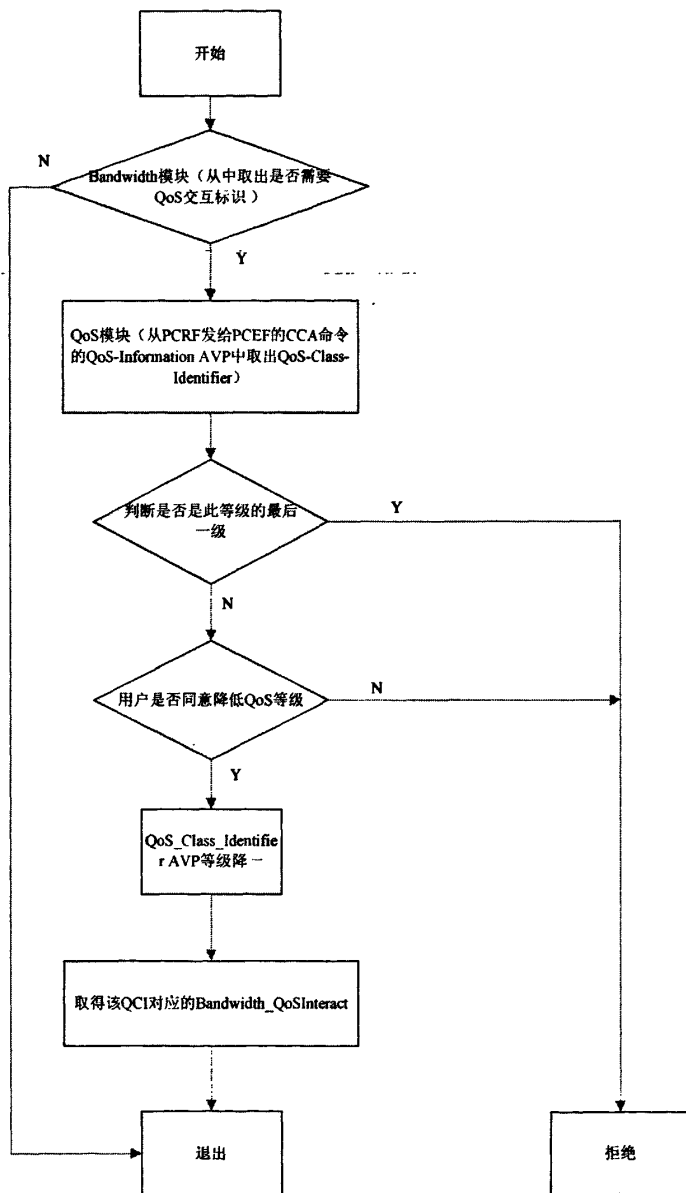 开始
N
Bandwidth模块（从中取出是否需要
QoS交互标识）
Y
QoS模块（从PCRF发给PCEF的CCA命令
的QoS-Information AVP中取出QoS-Class-
Identifier）
判断是否是此等级的最后
一级
Y
N
用户是否同意降低QoS等级
N
Y
QoS_Class_Identifie
r AVP等级降一
取得该QCI对应的Bandwidth_QoSInteract
退出
拒绝